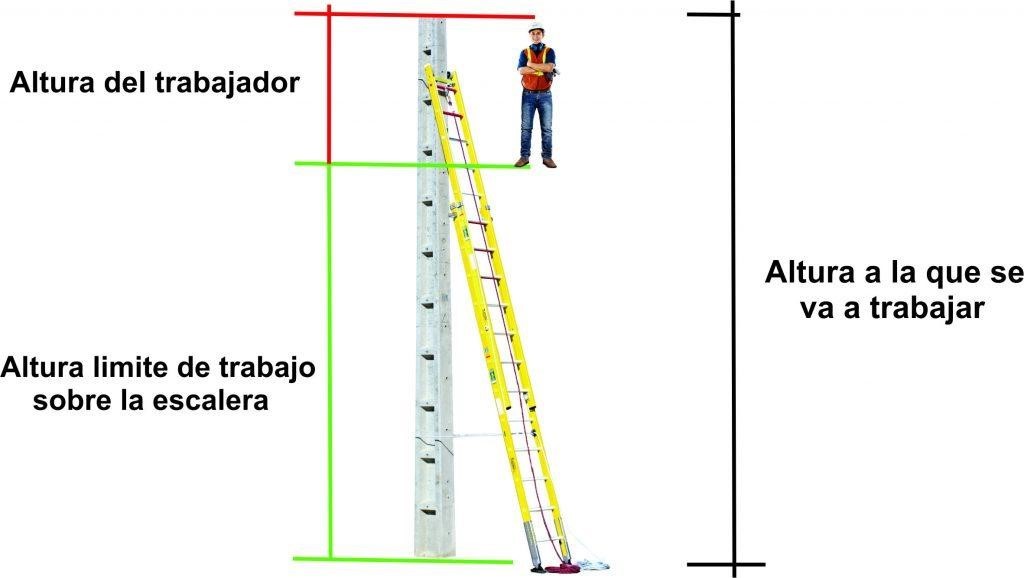 Altura del trabajador
Altura a la que se
va a trabajar
Altura limite de trabajo
sobre la escalera